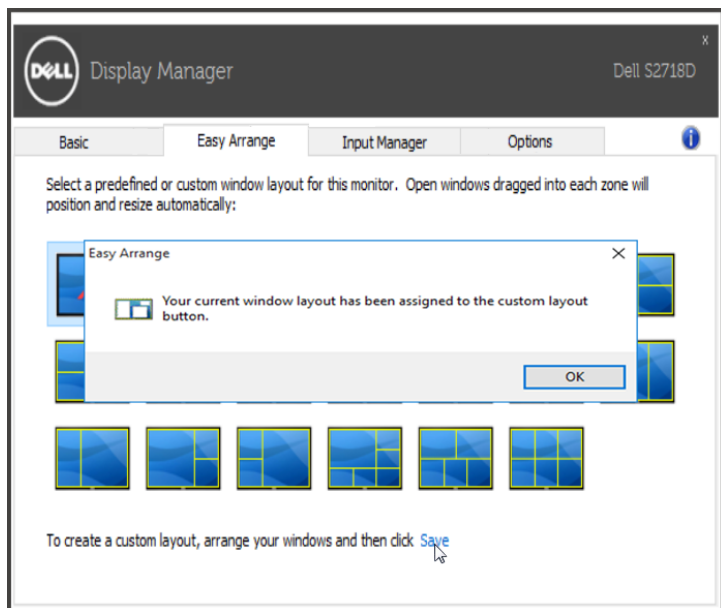 x
DELL
Display Manager
Dell S2718D
Basic
Easy Arrange
Input Manager
Options
i
Select a predefined or custom window layout for this monitor. Open windows dragged into each zone will
position and resize automatically:
Easy Arrange
Your current window layout has been assigned to the custom layout
button.
OK
To create a custom layout, arrange your windows and then click Save